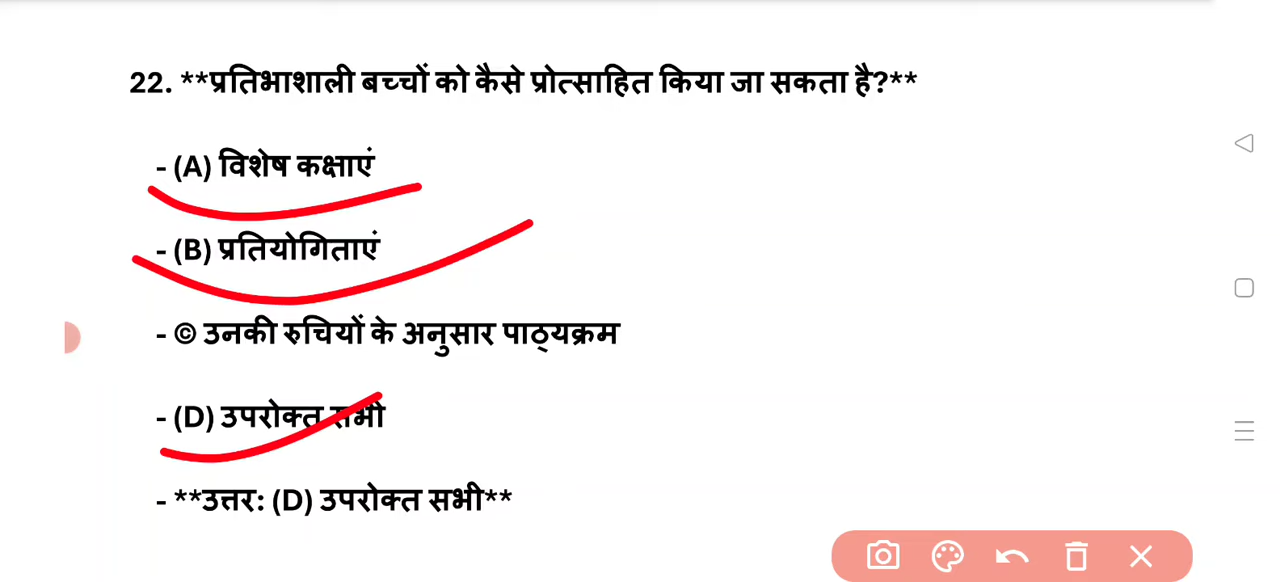 22. **प्रतिभाशाली बच्चों को कैसे प्रोत्साहित किया जा सकता है?**
- (A) विशेष कक्षाएं
- (B) प्रतियोगिताएं
- © उनकी रुचियों के अनुसार पाठ्यक्रम
- (D) उपरोक्त सभी
- **उत्तर: (D) उपरोक्त सभी**